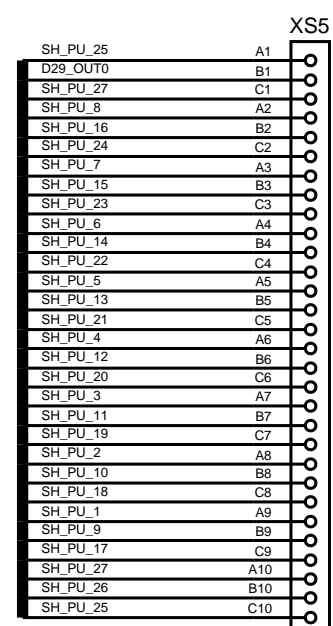 XS5
SH_PU_25 A1
D29_OUT0 B1
SH_PU_27 C1
SH_PU_8 A2
SH_PU_16 B2
SH_PU_24 C2
SH_PU_7 A3
SH_PU_15 B3
SH_PU_23 C3
SH_PU_6 A4
SH_PU_14 B4
SH_PU_22 C4
SH_PU_5 A5
SH_PU_13 B5
SH_PU_21 C5
SH_PU_4 A6
SH_PU_12 B6
SH_PU_20 C6
SH_PU_3 A7
SH_PU_11 B7
SH_PU_19 C7
SH_PU_2 A8
SH_PU_10 B8
SH_PU_18 C8
SH_PU_1 A9
SH_PU_9 B9
SH_PU_17 C9
SH_PU_27 A10
SH_PU_26 B10
SH_PU_25 C10